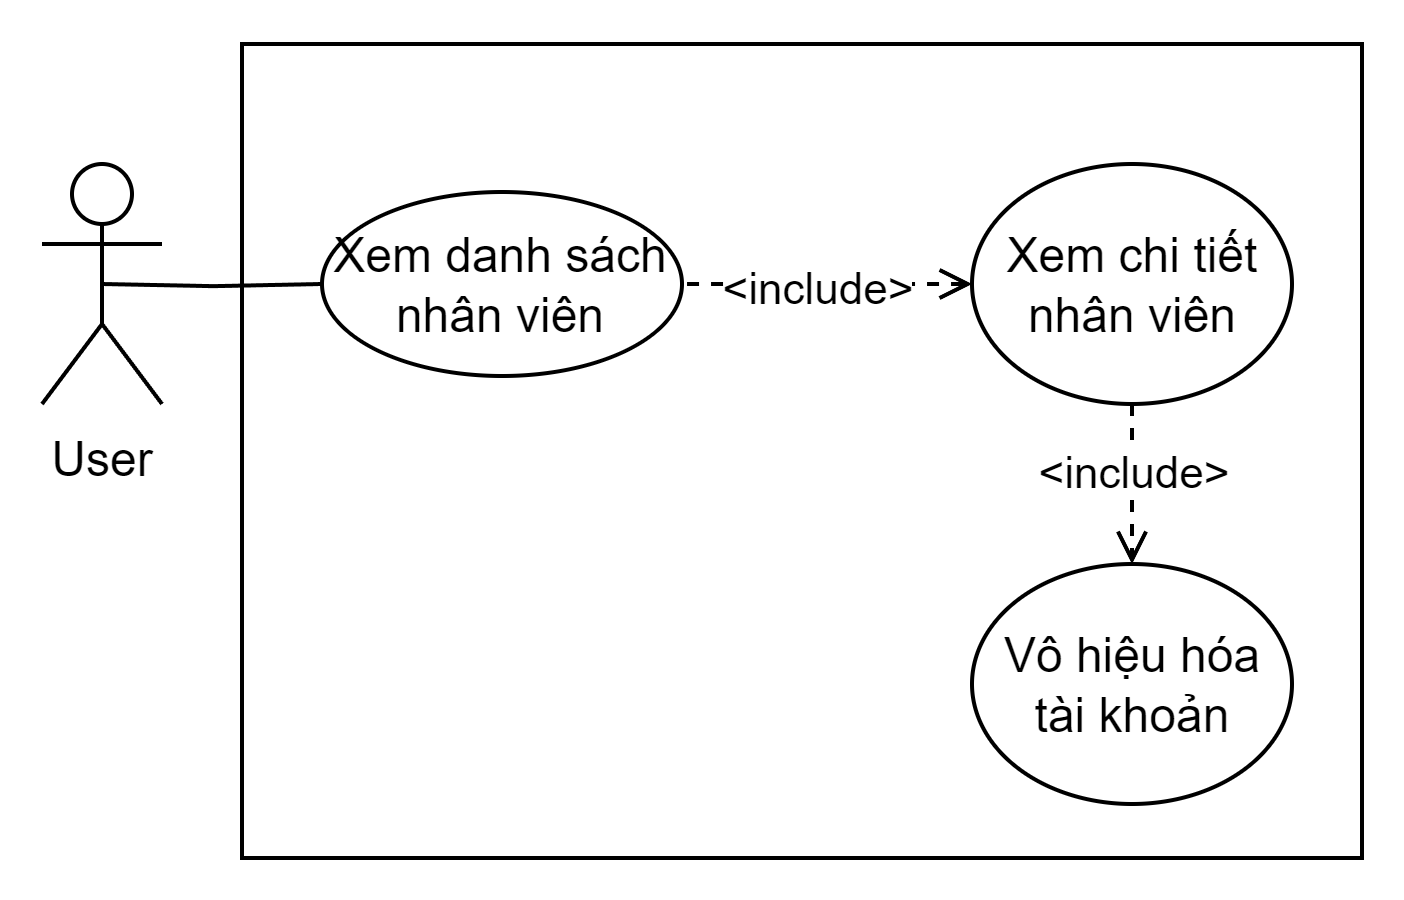 Xem danh sách
nhân viên
<include>
Xem chi tiết
nhân viên
User
<include>
Vô hiệu hóa
tài khoản